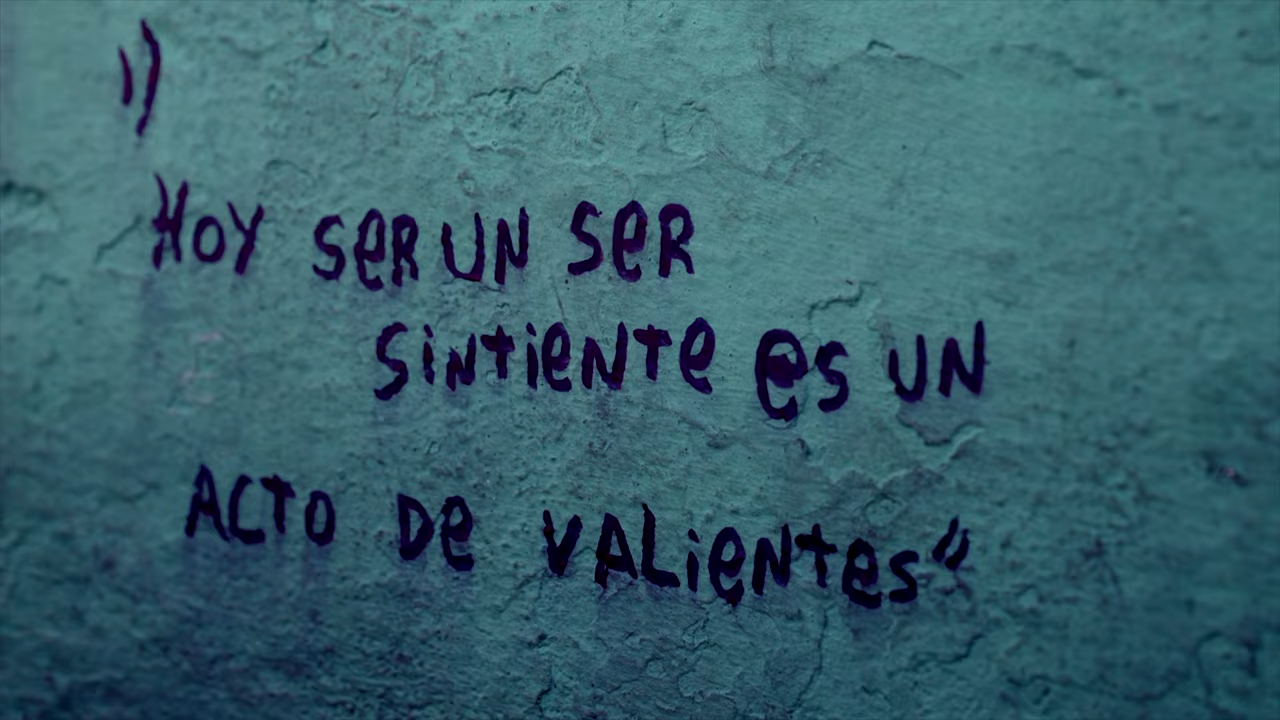 "
Hoy ser un ser
sintiente es un
acto de valientes"